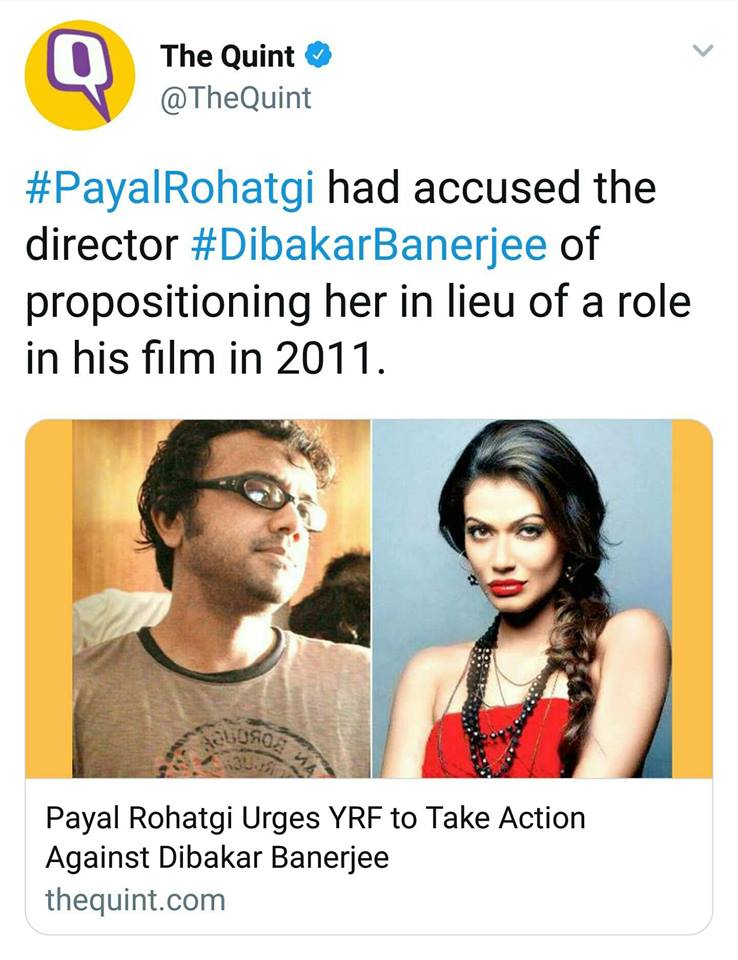 The Quint
@TheQuint
#PayalRohatgi had accused the
director #DibakarBanerjee of
propositioning her in lieu of a role
in his film in 2011.
Payal Rohatgi Urges YRF to Take Action
Against Dibakar Banerjee
thequint.com